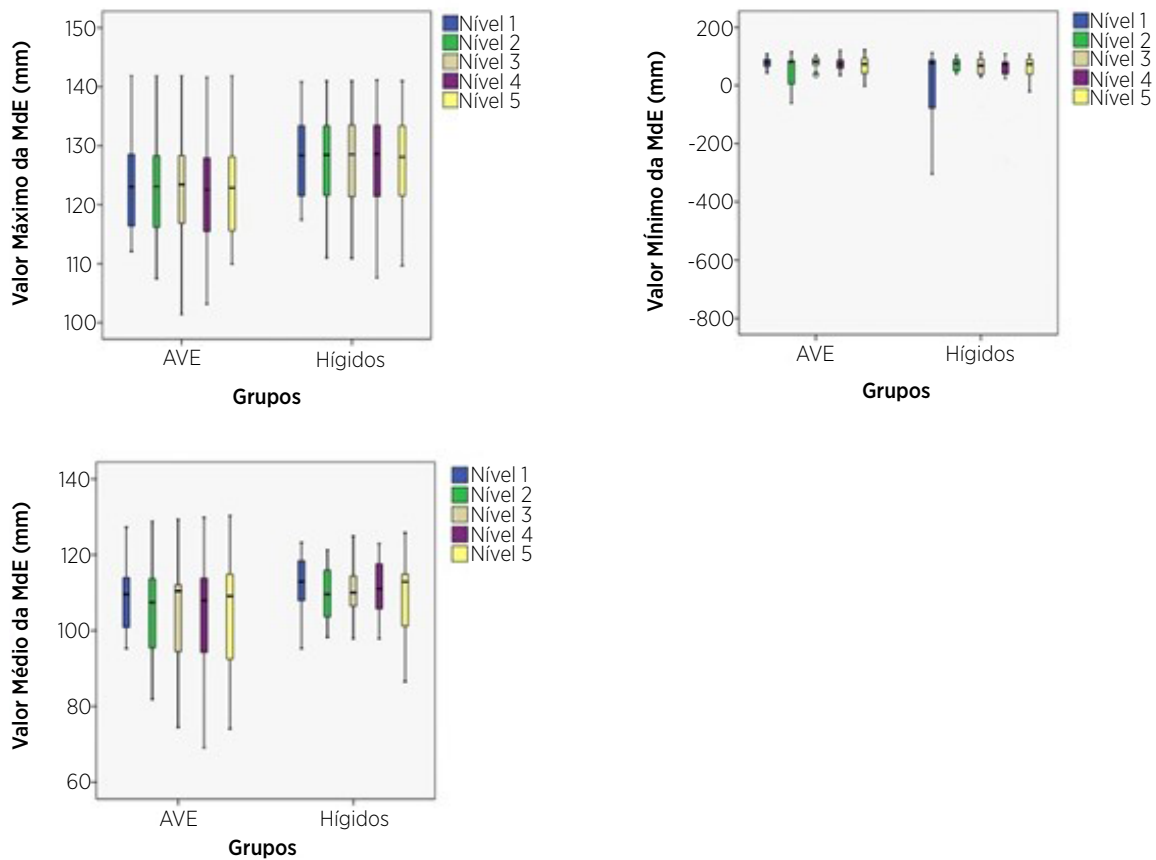 Valor Máximo da MdE (mm)
150
140
130
120
110
100
AVE
Hígidos
Grupos
Nível 1
Nível 2
Nível 3
Nível 4
Nível 5
Valor Mínimo da MdE (mm)
200
0
-200
-400
-600
-800
AVE
Hígidos
Grupos
Nível 1
Nível 2
Nível 3
Nível 4
Nível 5
Valor Médio da MdE (mm)
140
120
100
80
60
AVE
Hígidos
Grupos
Nível 1
Nível 2
Nível 3
Nível 4
Nível 5